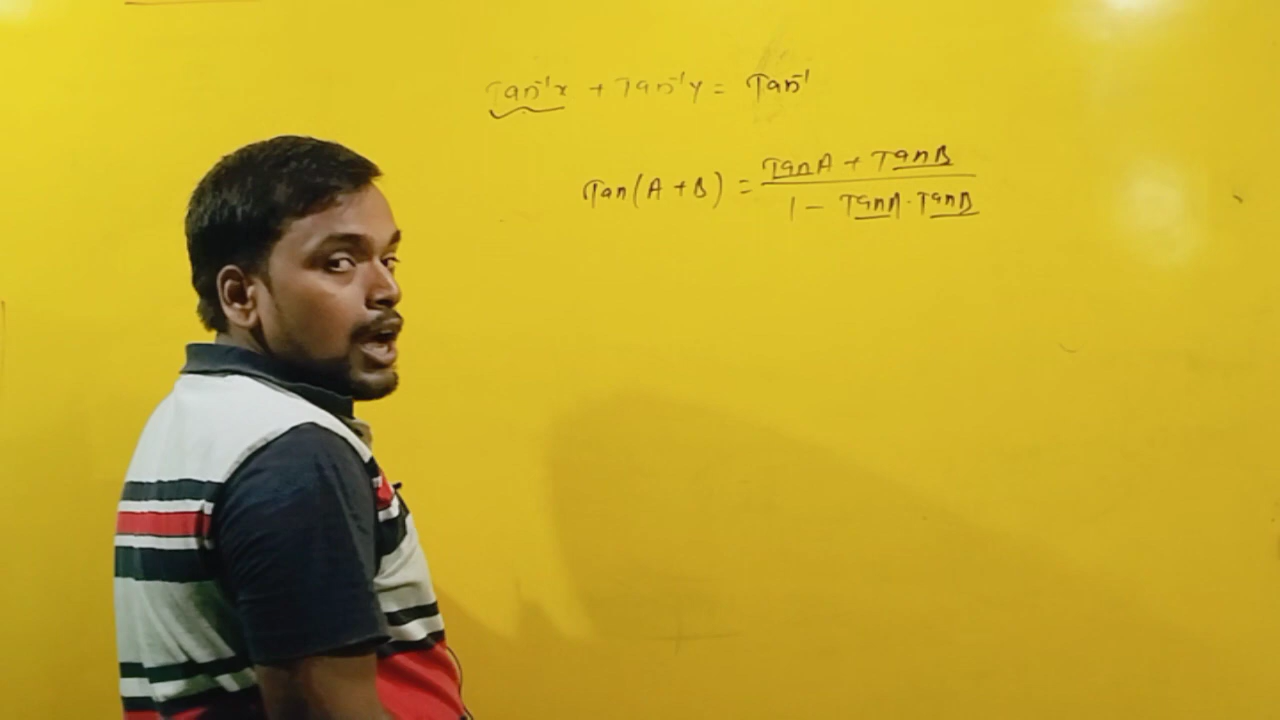 Tan⁻¹x + Tan⁻¹y = Tan⁻¹
Tan(A + B) = (TanA + TanB) / (1 - TanA · TanB)